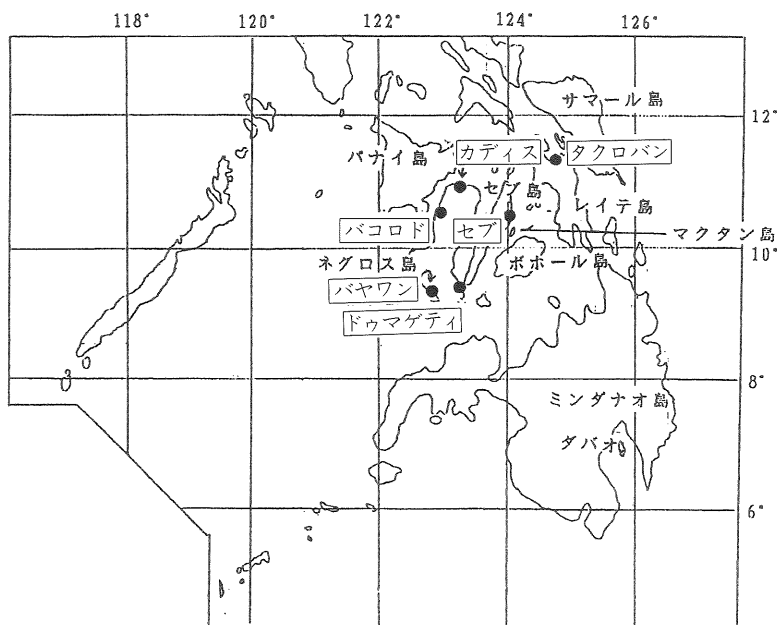 118° 120° 122° 124° 126°
サマール島
12°
パナイ島 カディス タクロバン
セブ島
レイテ島
バコロド セブ マクタン島
10°
ネグロス島 ボホール島
バヤワン
ドゥマゲティ
8°
ミンダナオ島
ダバオ
6°